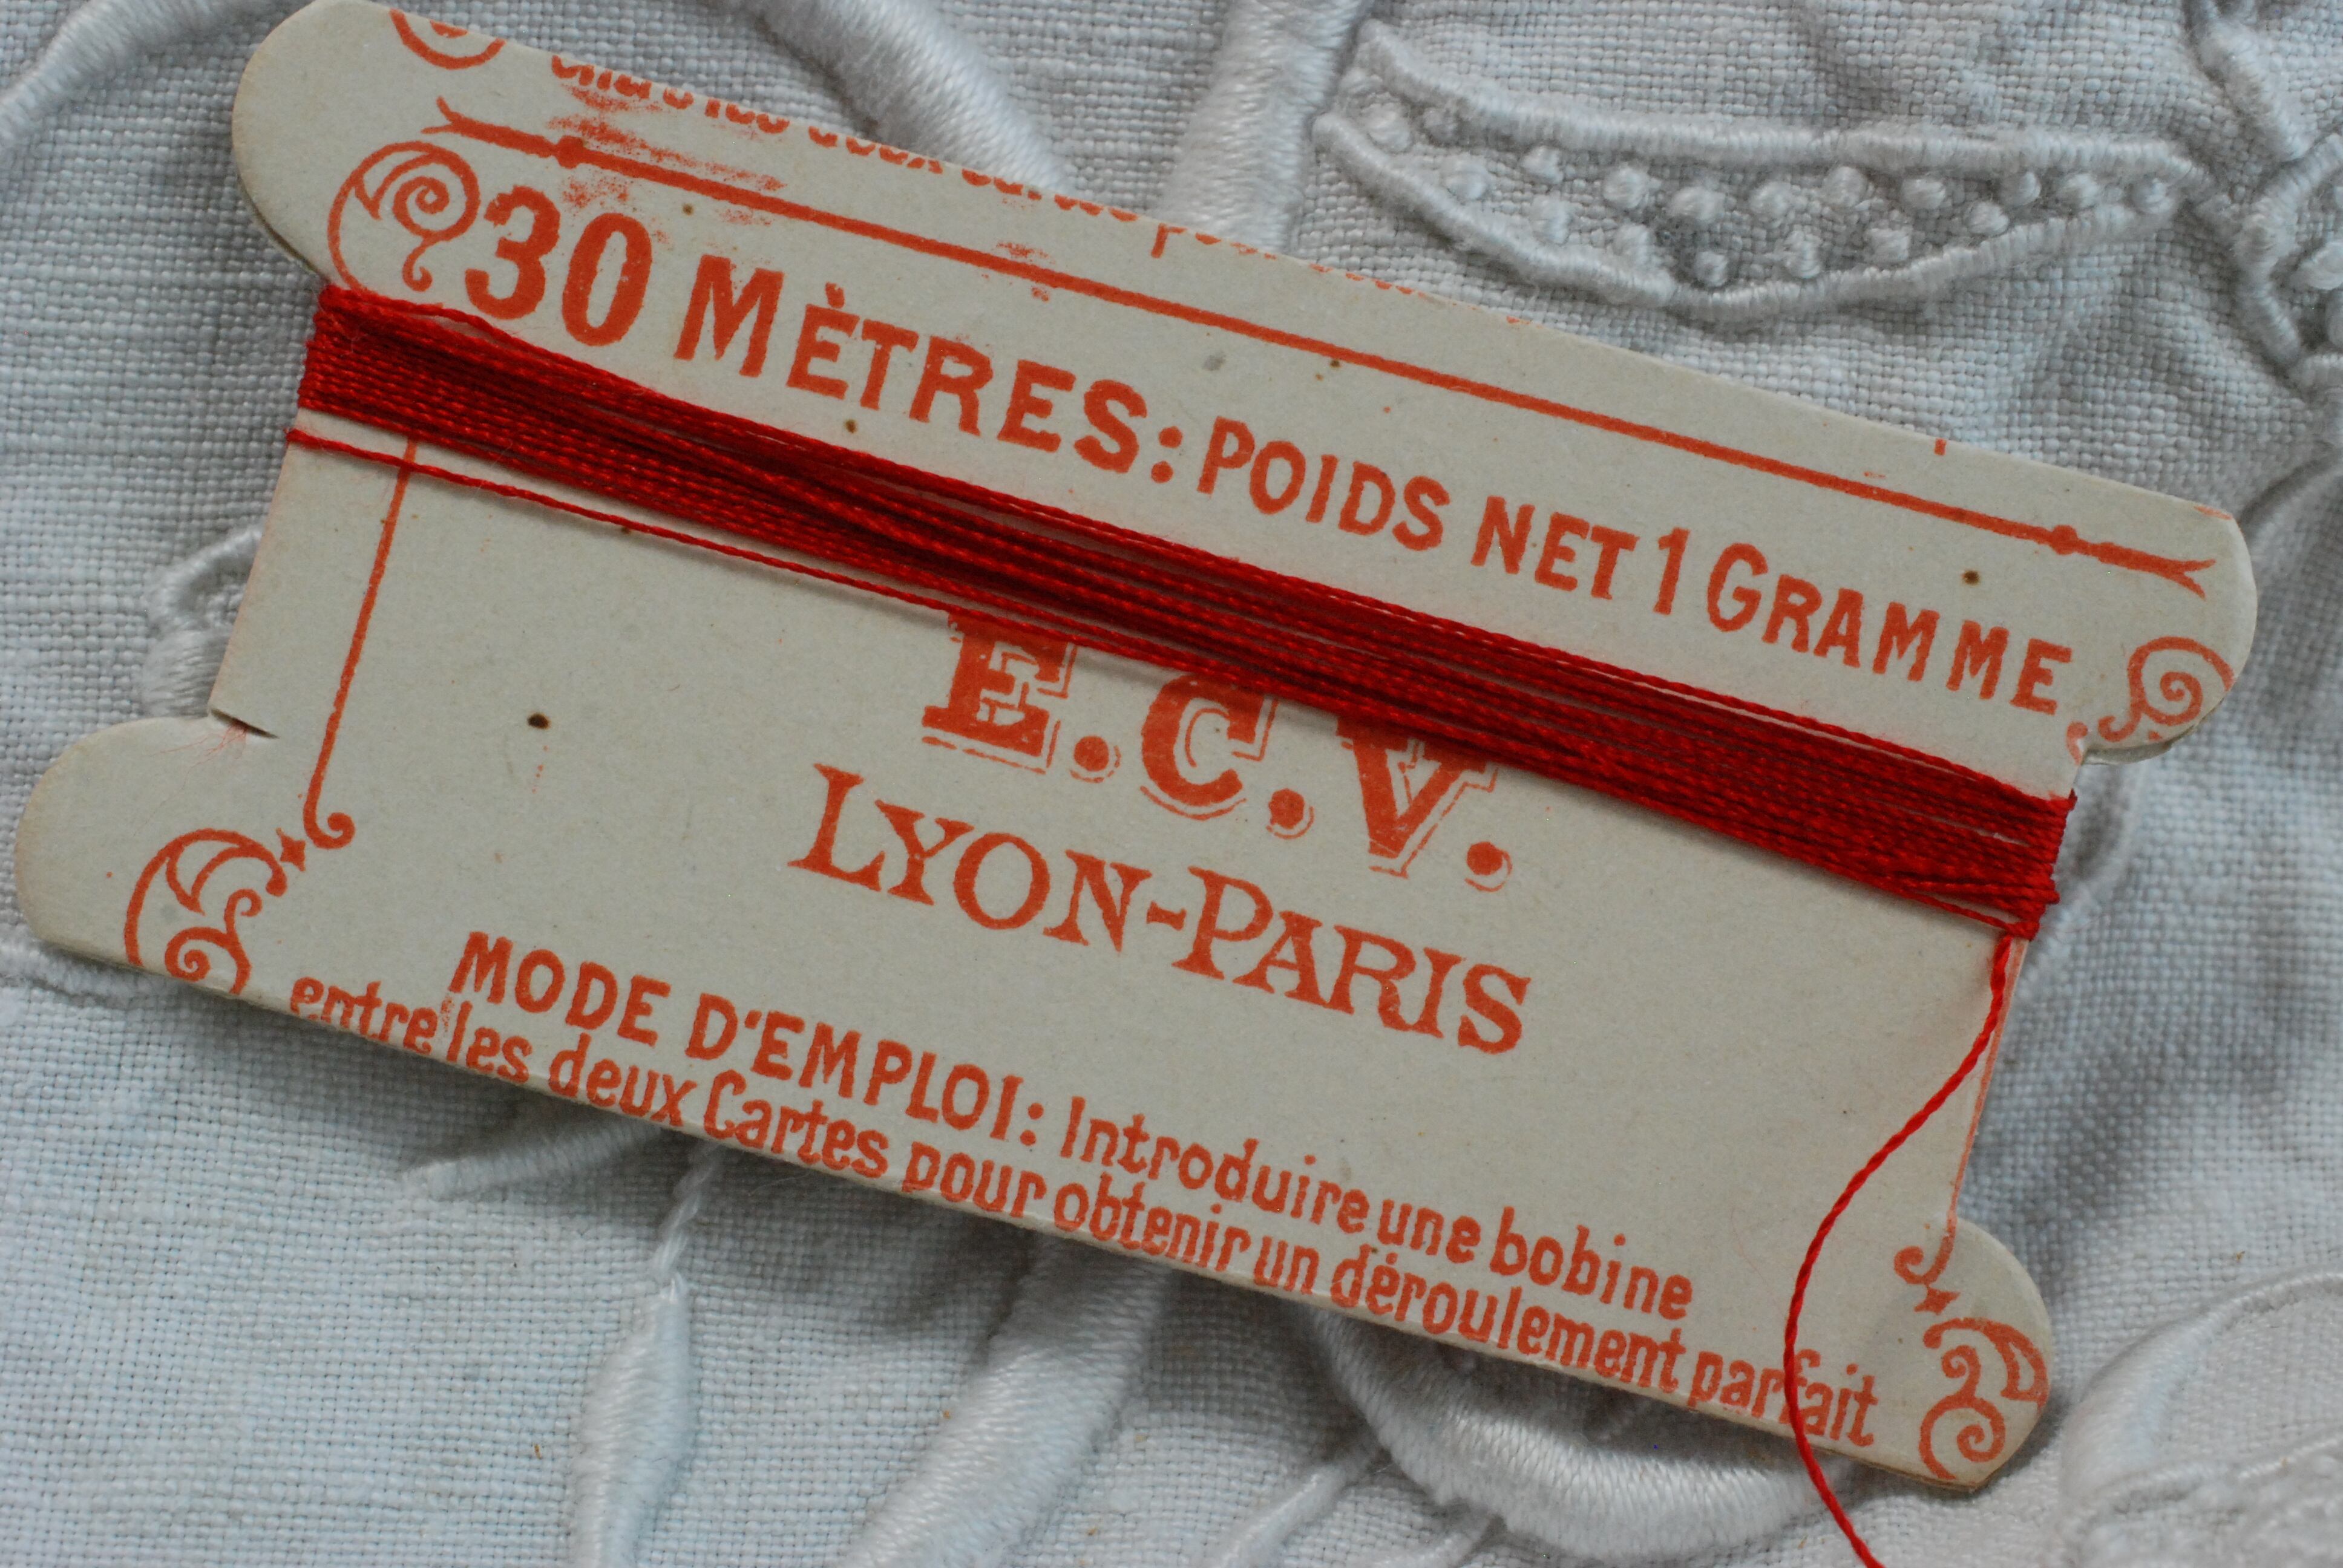 30 MÈTRES: POIDS NET 1 GRAMME
E.C.V.
LYON-PARIS
MODE D'EMPLOI: Introduire une bobine
entre les deux Cartes pour obtenir un déroulement parfait